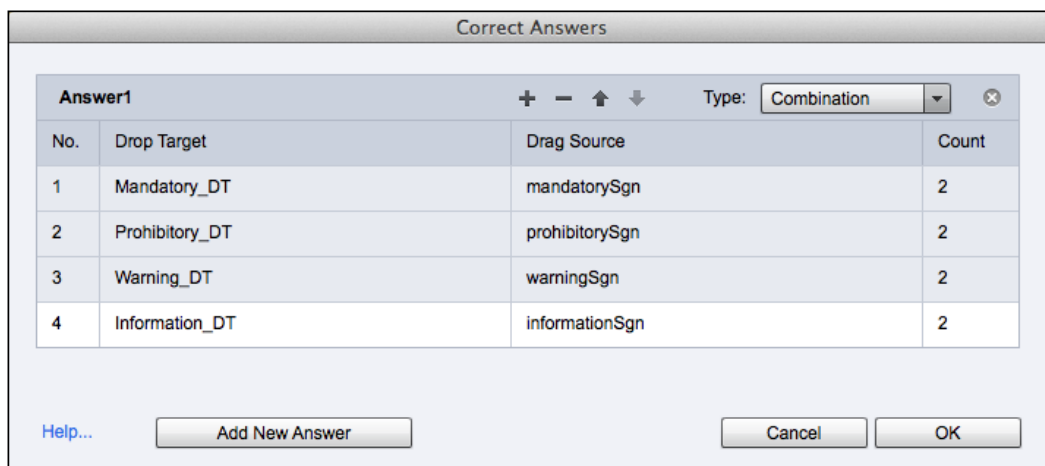 Correct Answers
Answer1 Type: Combination
No. Drop Target Drag Source Count
1 Mandatory_DT mandatorySgn 2
2 Prohibitory_DT prohibitorySgn 2
3 Warning_DT warningSgn 2
4 Information_DT informationSgn 2
Help... Add New Answer Cancel OK